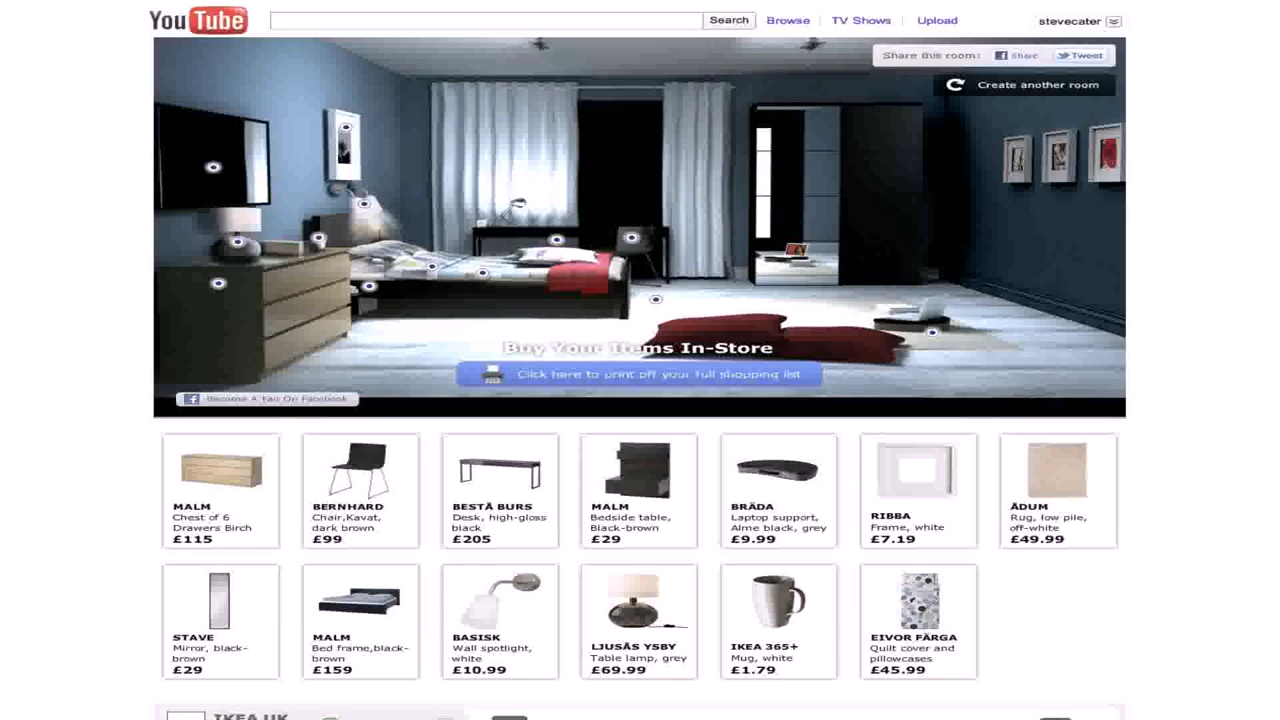 YouTube
Search
Browse
TV Shows
Upload
stevecater
Share this room:
Share
Tweet
Create another room
Buy Your Items In-Store
Click here to print off your full shopping list
Become A Fan On Facebook
MALM
Chest of 6
Drawers Birch
£115
BERNHARD
Chair,Kavat,
dark brown
£99
BESTÅ BURS
Desk, high-gloss
black
£205
MALM
Bedside table,
Black-brown
£29
BRÄDA
Laptop support,
Alme black, grey
£9.99
RIBBA
Frame, white
£7.19
ÅDUM
Rug, low pile,
off-white
£49.99
STAVE
Mirror, black-
brown
£29
MALM
Bed frame,black-
brown
£159
BASISK
Wall spotlight,
white
£10.99
LJUSÅS YSBY
Table lamp, grey
£69.99
IKEA 365+
Mug, white
£1.79
EIVOR FÄRGA
Quilt cover and
pillowcases
£45.99
IKEA UK